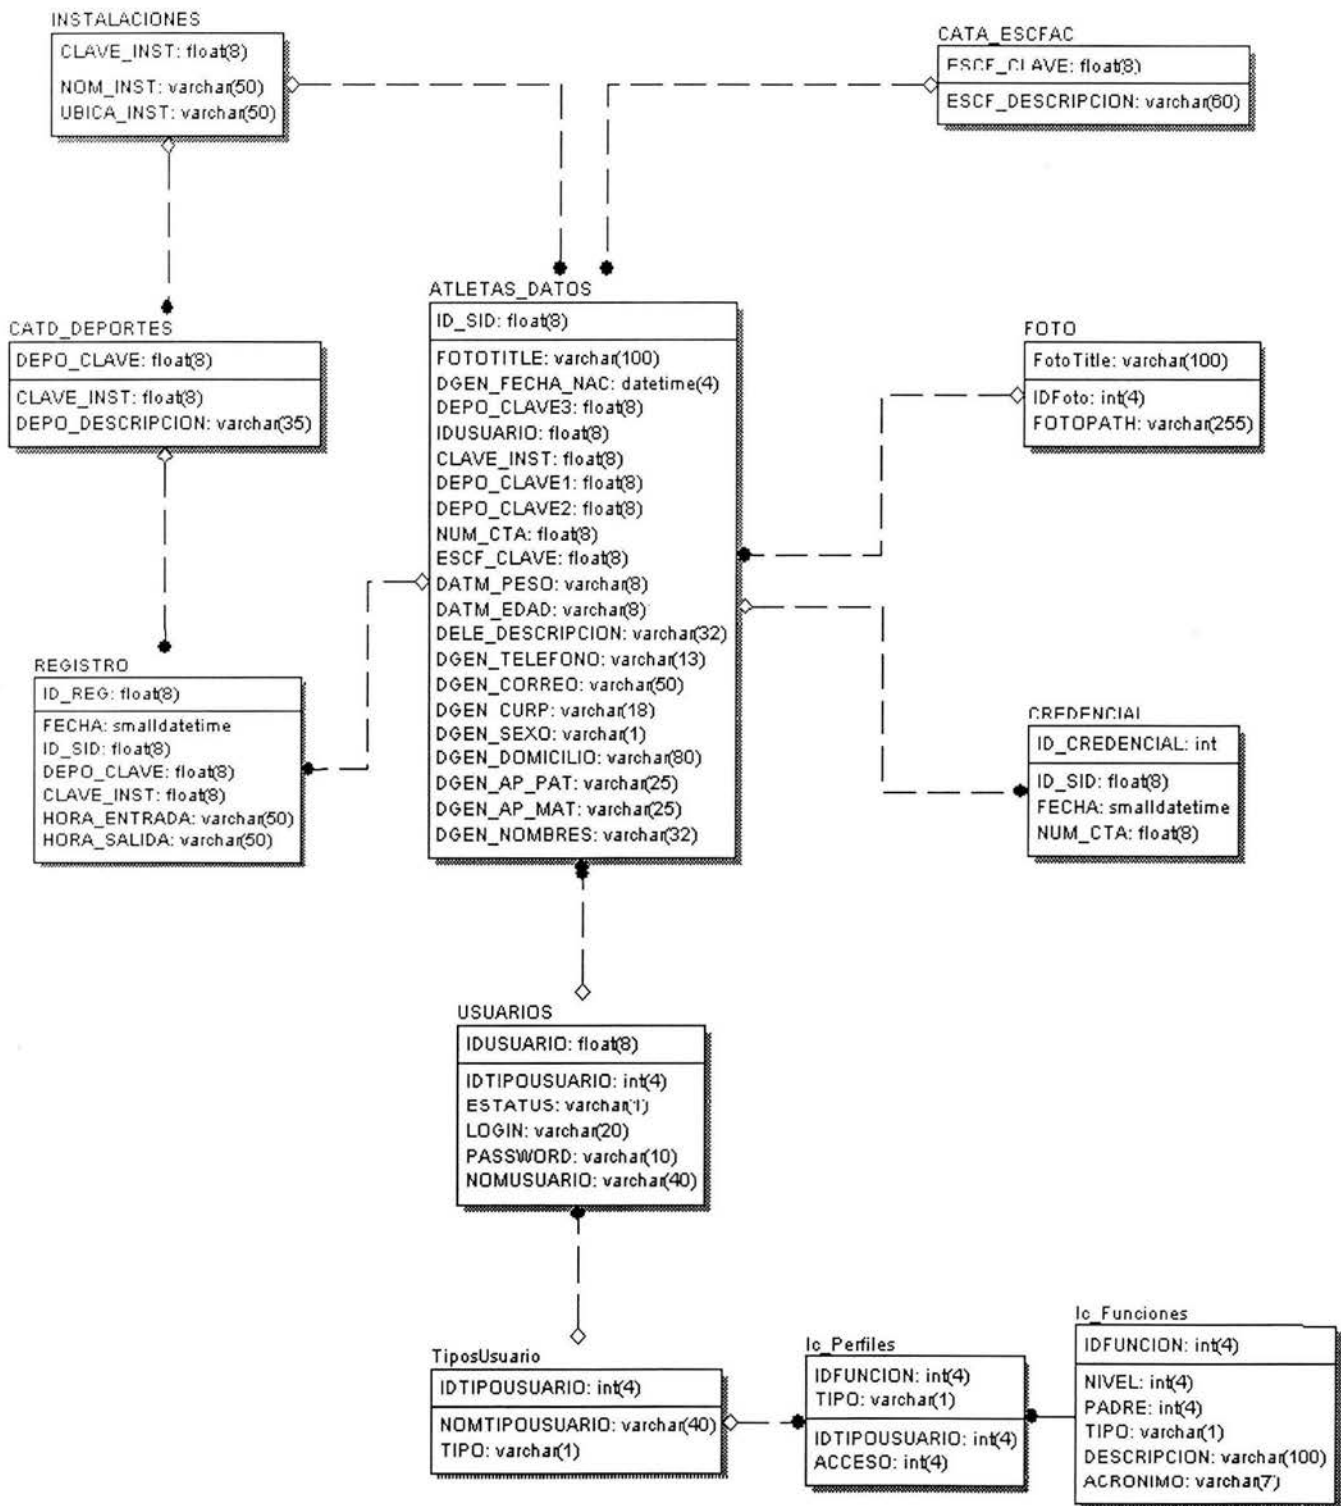 INSTALACIONES
CLAVE_INST: float(8)
NOM_INST: varchar(50)
UBICA_INST: varchar(50)
CATA_ESCFAC
ESCF_CLAVE: float(8)
ESCF_DESCRIPCION: varchar(60)
CATD_DEPORTES
DEPO_CLAVE: float(8)
CLAVE_INST: float(8)
DEPO_DESCRIPCION: varchar(35)
ATLETAS_DATOS
ID_SID: float(8)
FOTOTITLE: varchar(100)
DGEN_FECHA_NAC: datetime(4)
DEPO_CLAVE3: float(8)
IDUSUARIO: float(8)
CLAVE_INST: float(8)
DEPO_CLAVE1: float(8)
DEPO_CLAVE2: float(8)
NUM_CTA: float(8)
ESCF_CLAVE: float(8)
DATM_PESO: varchar(8)
DATM_EDAD: varchar(8)
DELE_DESCRIPCION: varchar(32)
DGEN_TELEFONO: varchar(13)
DGEN_CORREO: varchar(50)
DGEN_CURP: varchar(18)
DGEN_SEXO: varchar(1)
DGEN_DOMICILIO: varchar(80)
DGEN_AP_PAT: varchar(25)
DGEN_AP_MAT: varchar(25)
DGEN_NOMBRES: varchar(32)
FOTO
FotoTitle: varchar(100)
IDFoto: int(4)
FOTOPATH: varchar(255)
REGISTRO
ID_REG: float(8)
FECHA: smalldatetime
ID_SID: float(8)
DEPO_CLAVE: float(8)
CLAVE_INST: float(8)
HORA_ENTRADA: varchar(50)
HORA_SALIDA: varchar(50)
CREDENCIAL
ID_CREDENCIAL: int
ID_SID: float(8)
FECHA: smalldatetime
NUM_CTA: float(8)
USUARIOS
IDUSUARIO: float(8)
IDTIPOUSUARIO: int(4)
ESTATUS: varchar(1)
LOGIN: varchar(20)
PASSWORD: varchar(10)
NOMUSUARIO: varchar(40)
TiposUsuario
IDTIPOUSUARIO: int(4)
NOMTIPOUSUARIO: varchar(40)
TIPO: varchar(1)
Ic_Perfiles
IDFUNCION: int(4)
TIPO: varchar(1)
IDTIPOUSUARIO: int(4)
ACCESO: int(4)
Ic_Funciones
IDFUNCION: int(4)
NIVEL: int(4)
PADRE: int(4)
TIPO: varchar(1)
DESCRIPCION: varchar(100)
ACRONIMO: varchar(7)